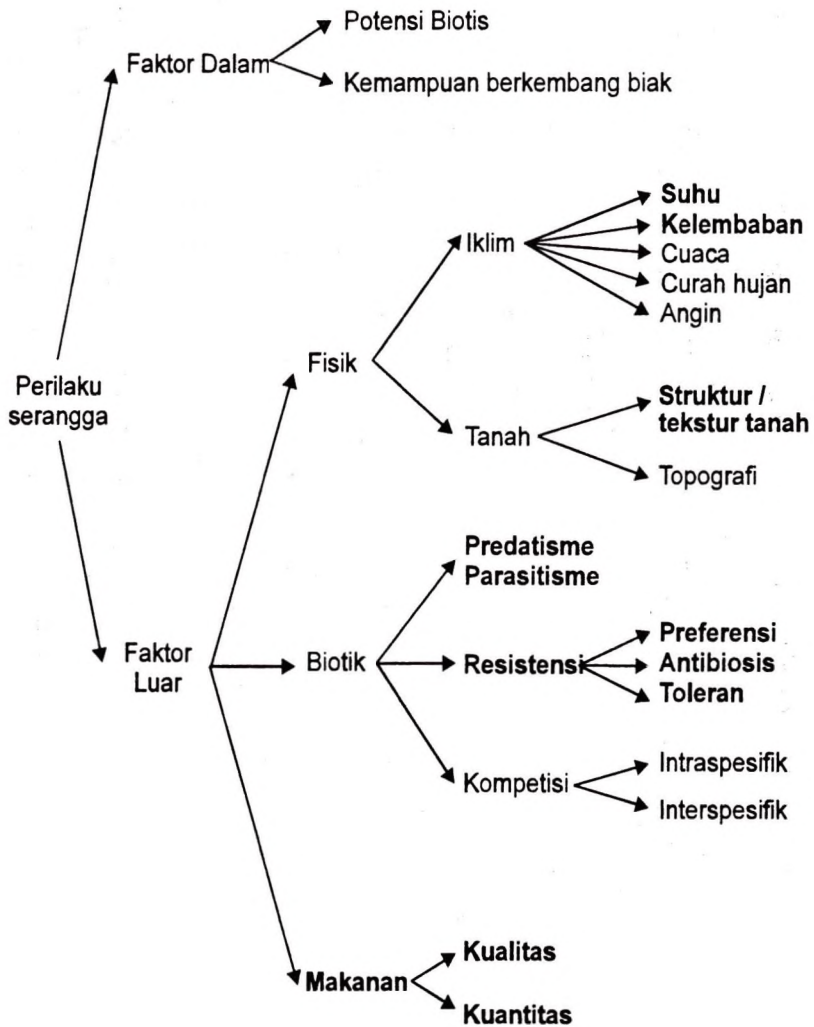 Potensi Biotis
Faktor Dalam
Kemampuan berkembang biak
Suhu
Kelembaban
Iklim
Cuaca
Curah hujan
Angin
Fisik
Perilaku
serangga
Struktur /
tekstur tanah
Tanah
Topografi
Predatisme
Parasitisme
Faktor
Luar
Biotik
Resistensi
Preferensi
Antibiosis
Toleran
Kompetisi
Intraspesifik
Interspesifik
Makanan
Kualitas
Kuantitas